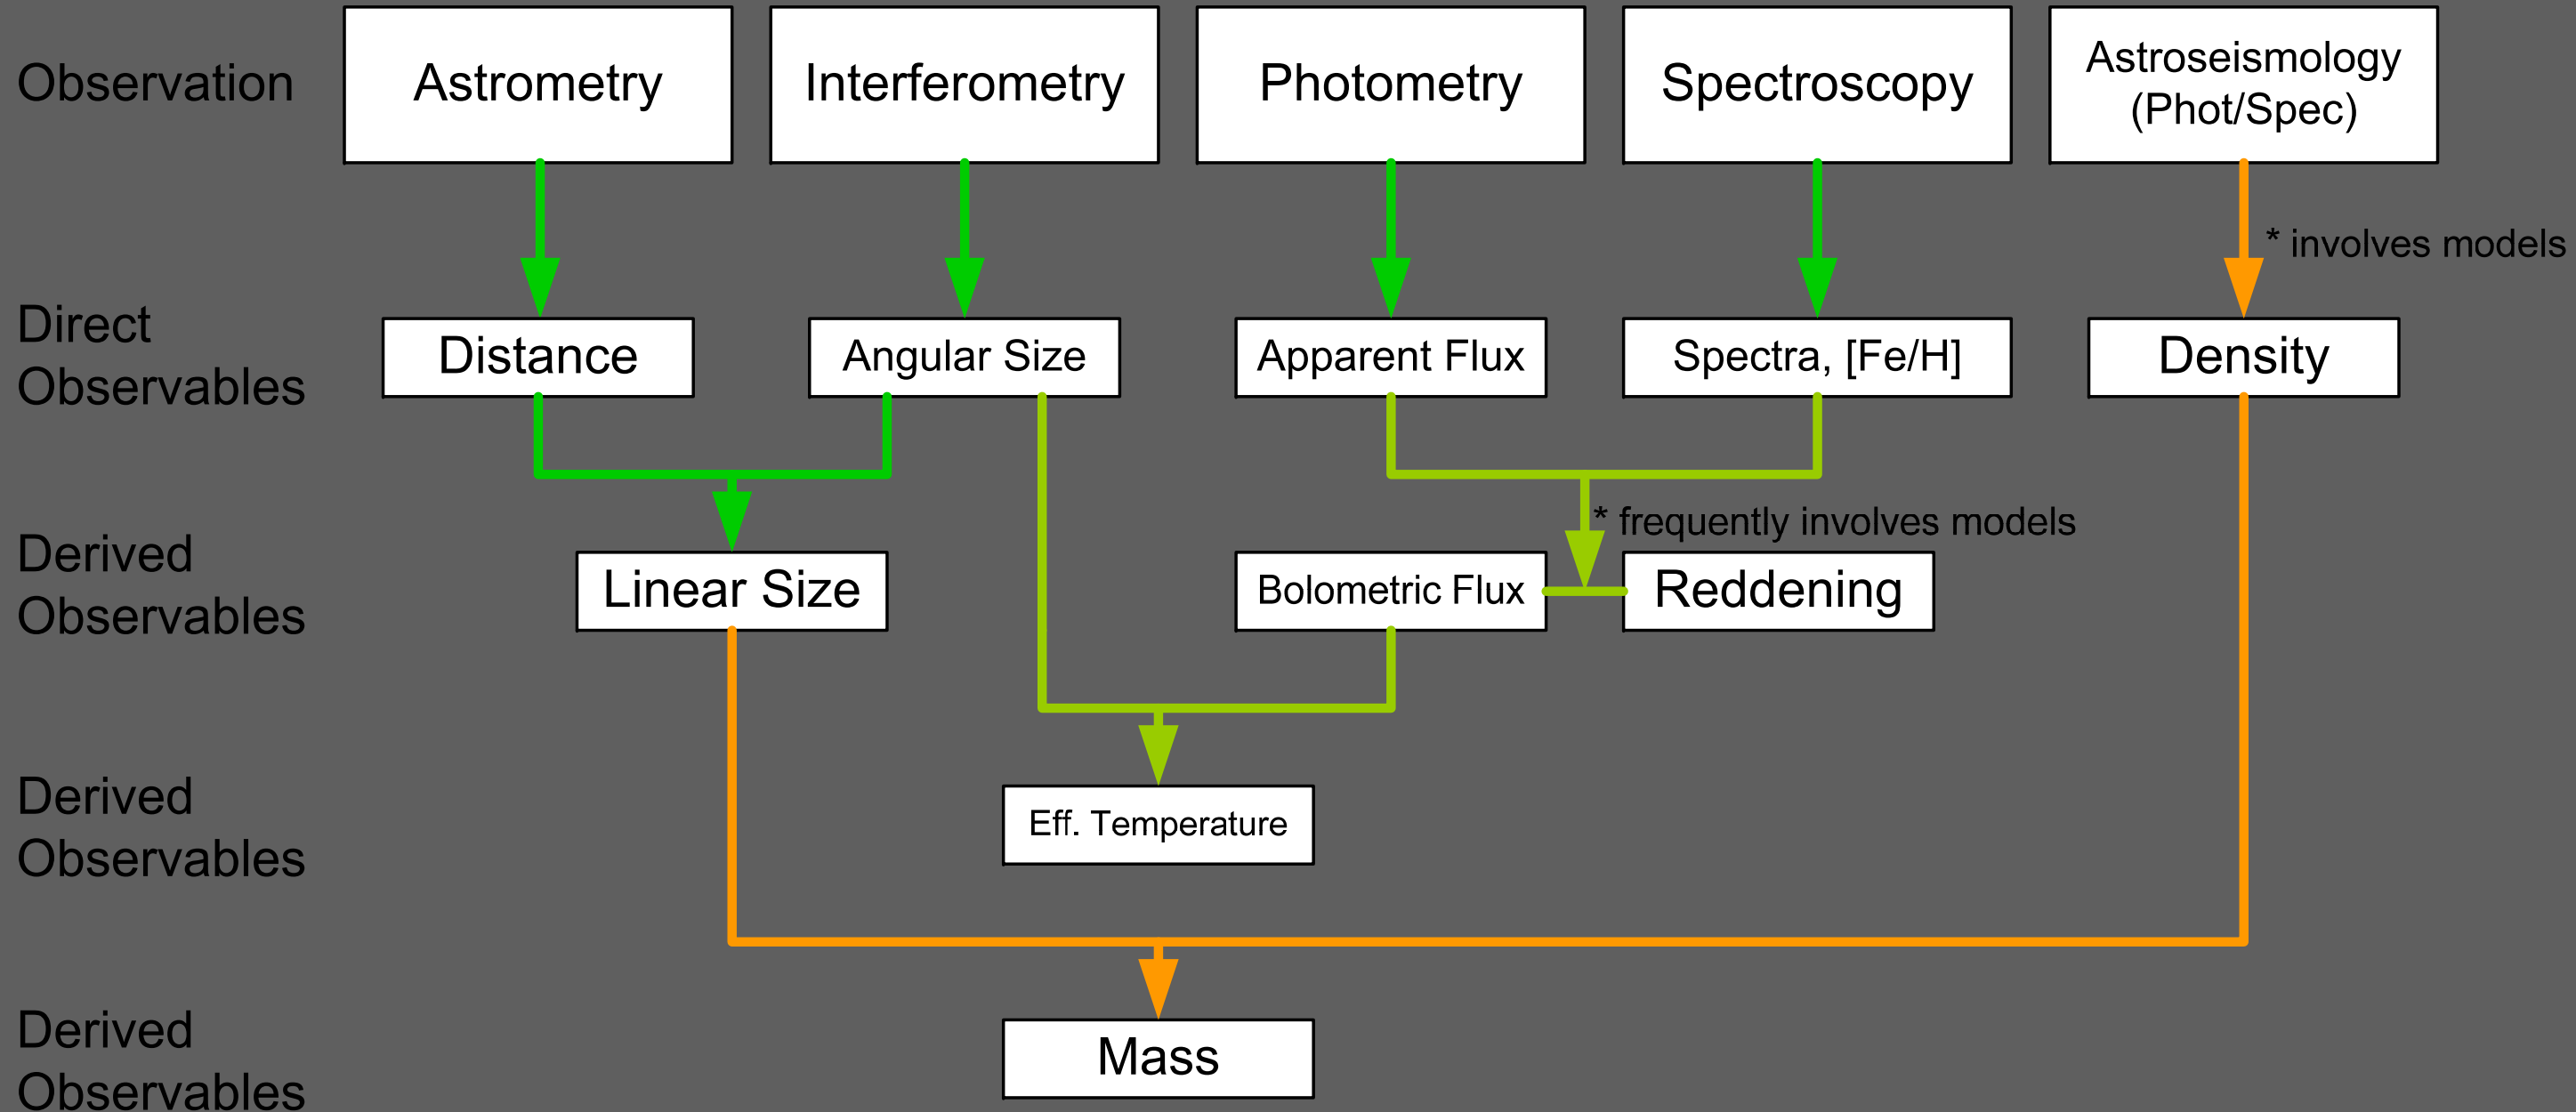 Observation
Astrometry
Interferometry
Photometry
Spectroscopy
Astroseismology
(Phot/Spec)
* involves models
Direct
Observables
Distance
Angular Size
Apparent Flux
Spectra, [Fe/H]
Density
* frequently involves models
Derived
Observables
Linear Size
Bolometric Flux
Reddening
Derived
Observables
Eff. Temperature
Derived
Observables
Mass